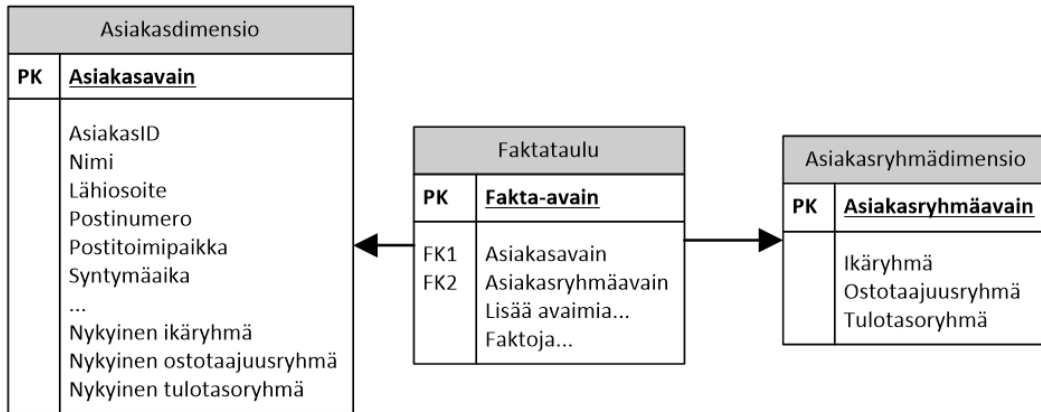 Asiakasdimensio
PK Asiakasavain
AsiakasID
Nimi
Lähiosoite
Postinumero
Postitoimipaikka
Syntymäaika
...
Nykyinen ikäryhmä
Nykyinen ostotaajuusryhmä
Nykyinen tulotasoryhmä
Faktataulu
PK Fakta-avain
FK1 Asiakasavain
FK2 Asiakasryhmäavain
Lisää avaimia...
Faktoja...
Asiakasryhmädimensio
PK Asiakasryhmäavain
Ikäryhmä
Ostotaajuusryhmä
Tulotasoryhmä